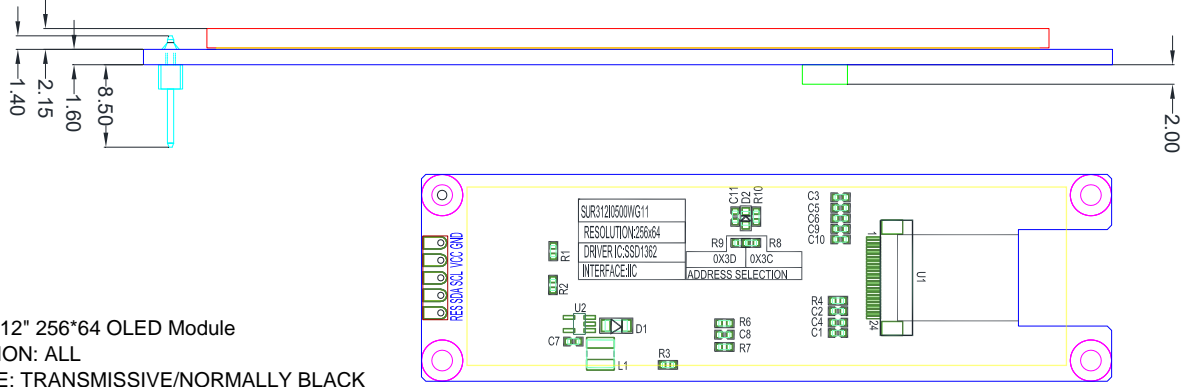 1.40
2.15
1.60
8.50
2.00
SUR312I0500WG11
RESOLUTION:256x64
DRIVER IC:SSD1362
INTERFACE:IIC
C11
D2
R10
R9
R8
0X3D
0X3C
ADDRESS SELECTION
C3
C5
C6
C9
C10
1
24
U1
R4
C2
C4
C1
RES SDA SCL VCC GND
R1
R2
U2
D1
C7
L1
R3
R6
C8
R7
12" 256*64 OLED Module
ION: ALL
E: TRANSMISSIVE/NORMALLY BLACK